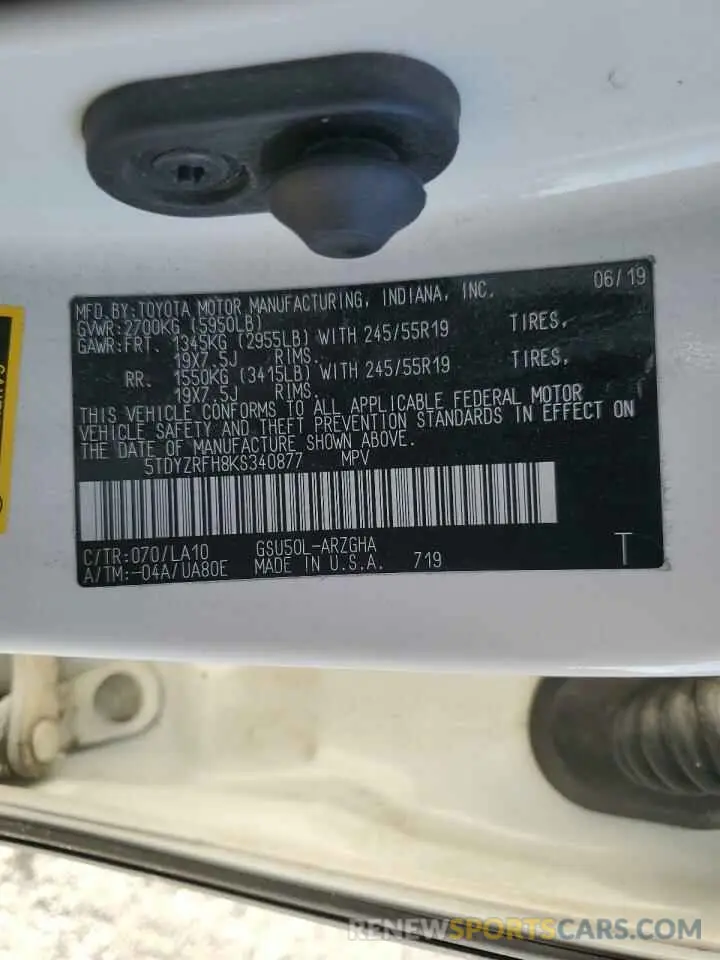 MFD. BY: TOYOTA MOTOR MANUFACTURING, INDIANA, INC. 06/19
GVWR: 2700KG (5950LB)
GAWR: FRT. 1345KG (2955LB) WITH 245/55R19 TIRES,
19X7.5J RIMS.
RR. 1550KG (3415LB) WITH 245/55R19 TIRES,
19X7.5J RIMS.
THIS VEHICLE CONFORMS TO ALL APPLICABLE FEDERAL MOTOR
VEHICLE SAFETY AND THEFT PREVENTION STANDARDS IN EFFECT ON
THE DATE OF MANUFACTURE SHOWN ABOVE.
5TDYZRFH8KS340877 MPV
C/TR: 070/LA10 GSU50L-ARZGHA T
A/TM: -04A/UA80E MADE IN U.S.A. 719
RENEWSPORTSCARS.COM